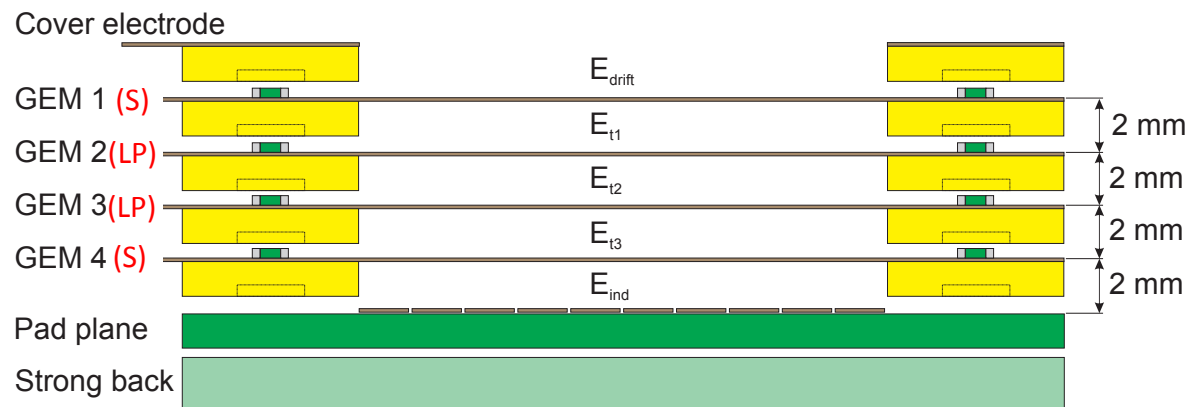 Cover electrode
E_drift
GEM 1 (S)
E_t1
2 mm
GEM 2(LP)
E_t2
2 mm
GEM 3(LP)
E_t3
2 mm
GEM 4 (S)
E_ind
2 mm
Pad plane
Strong back